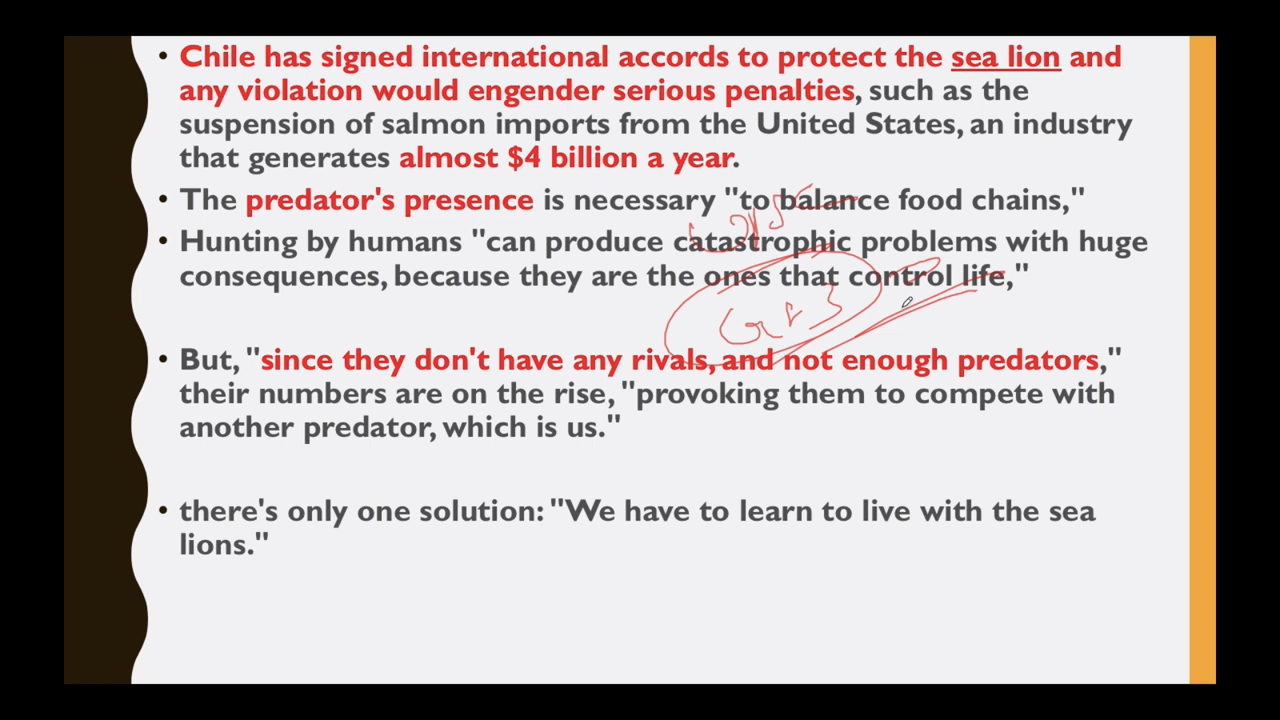 • Chile has signed international accords to protect the sea lion and
any violation would engender serious penalties, such as the
suspension of salmon imports from the United States, an industry
that generates almost $4 billion a year.
• The predator's presence is necessary "to balance food chains,"
• Hunting by humans "can produce catastrophic problems with huge
consequences, because they are the ones that control life,"
• But, "since they don't have any rivals, and not enough predators,"
their numbers are on the rise, "provoking them to compete with
another predator, which is us."
• there's only one solution: "We have to learn to live with the sea
lions."